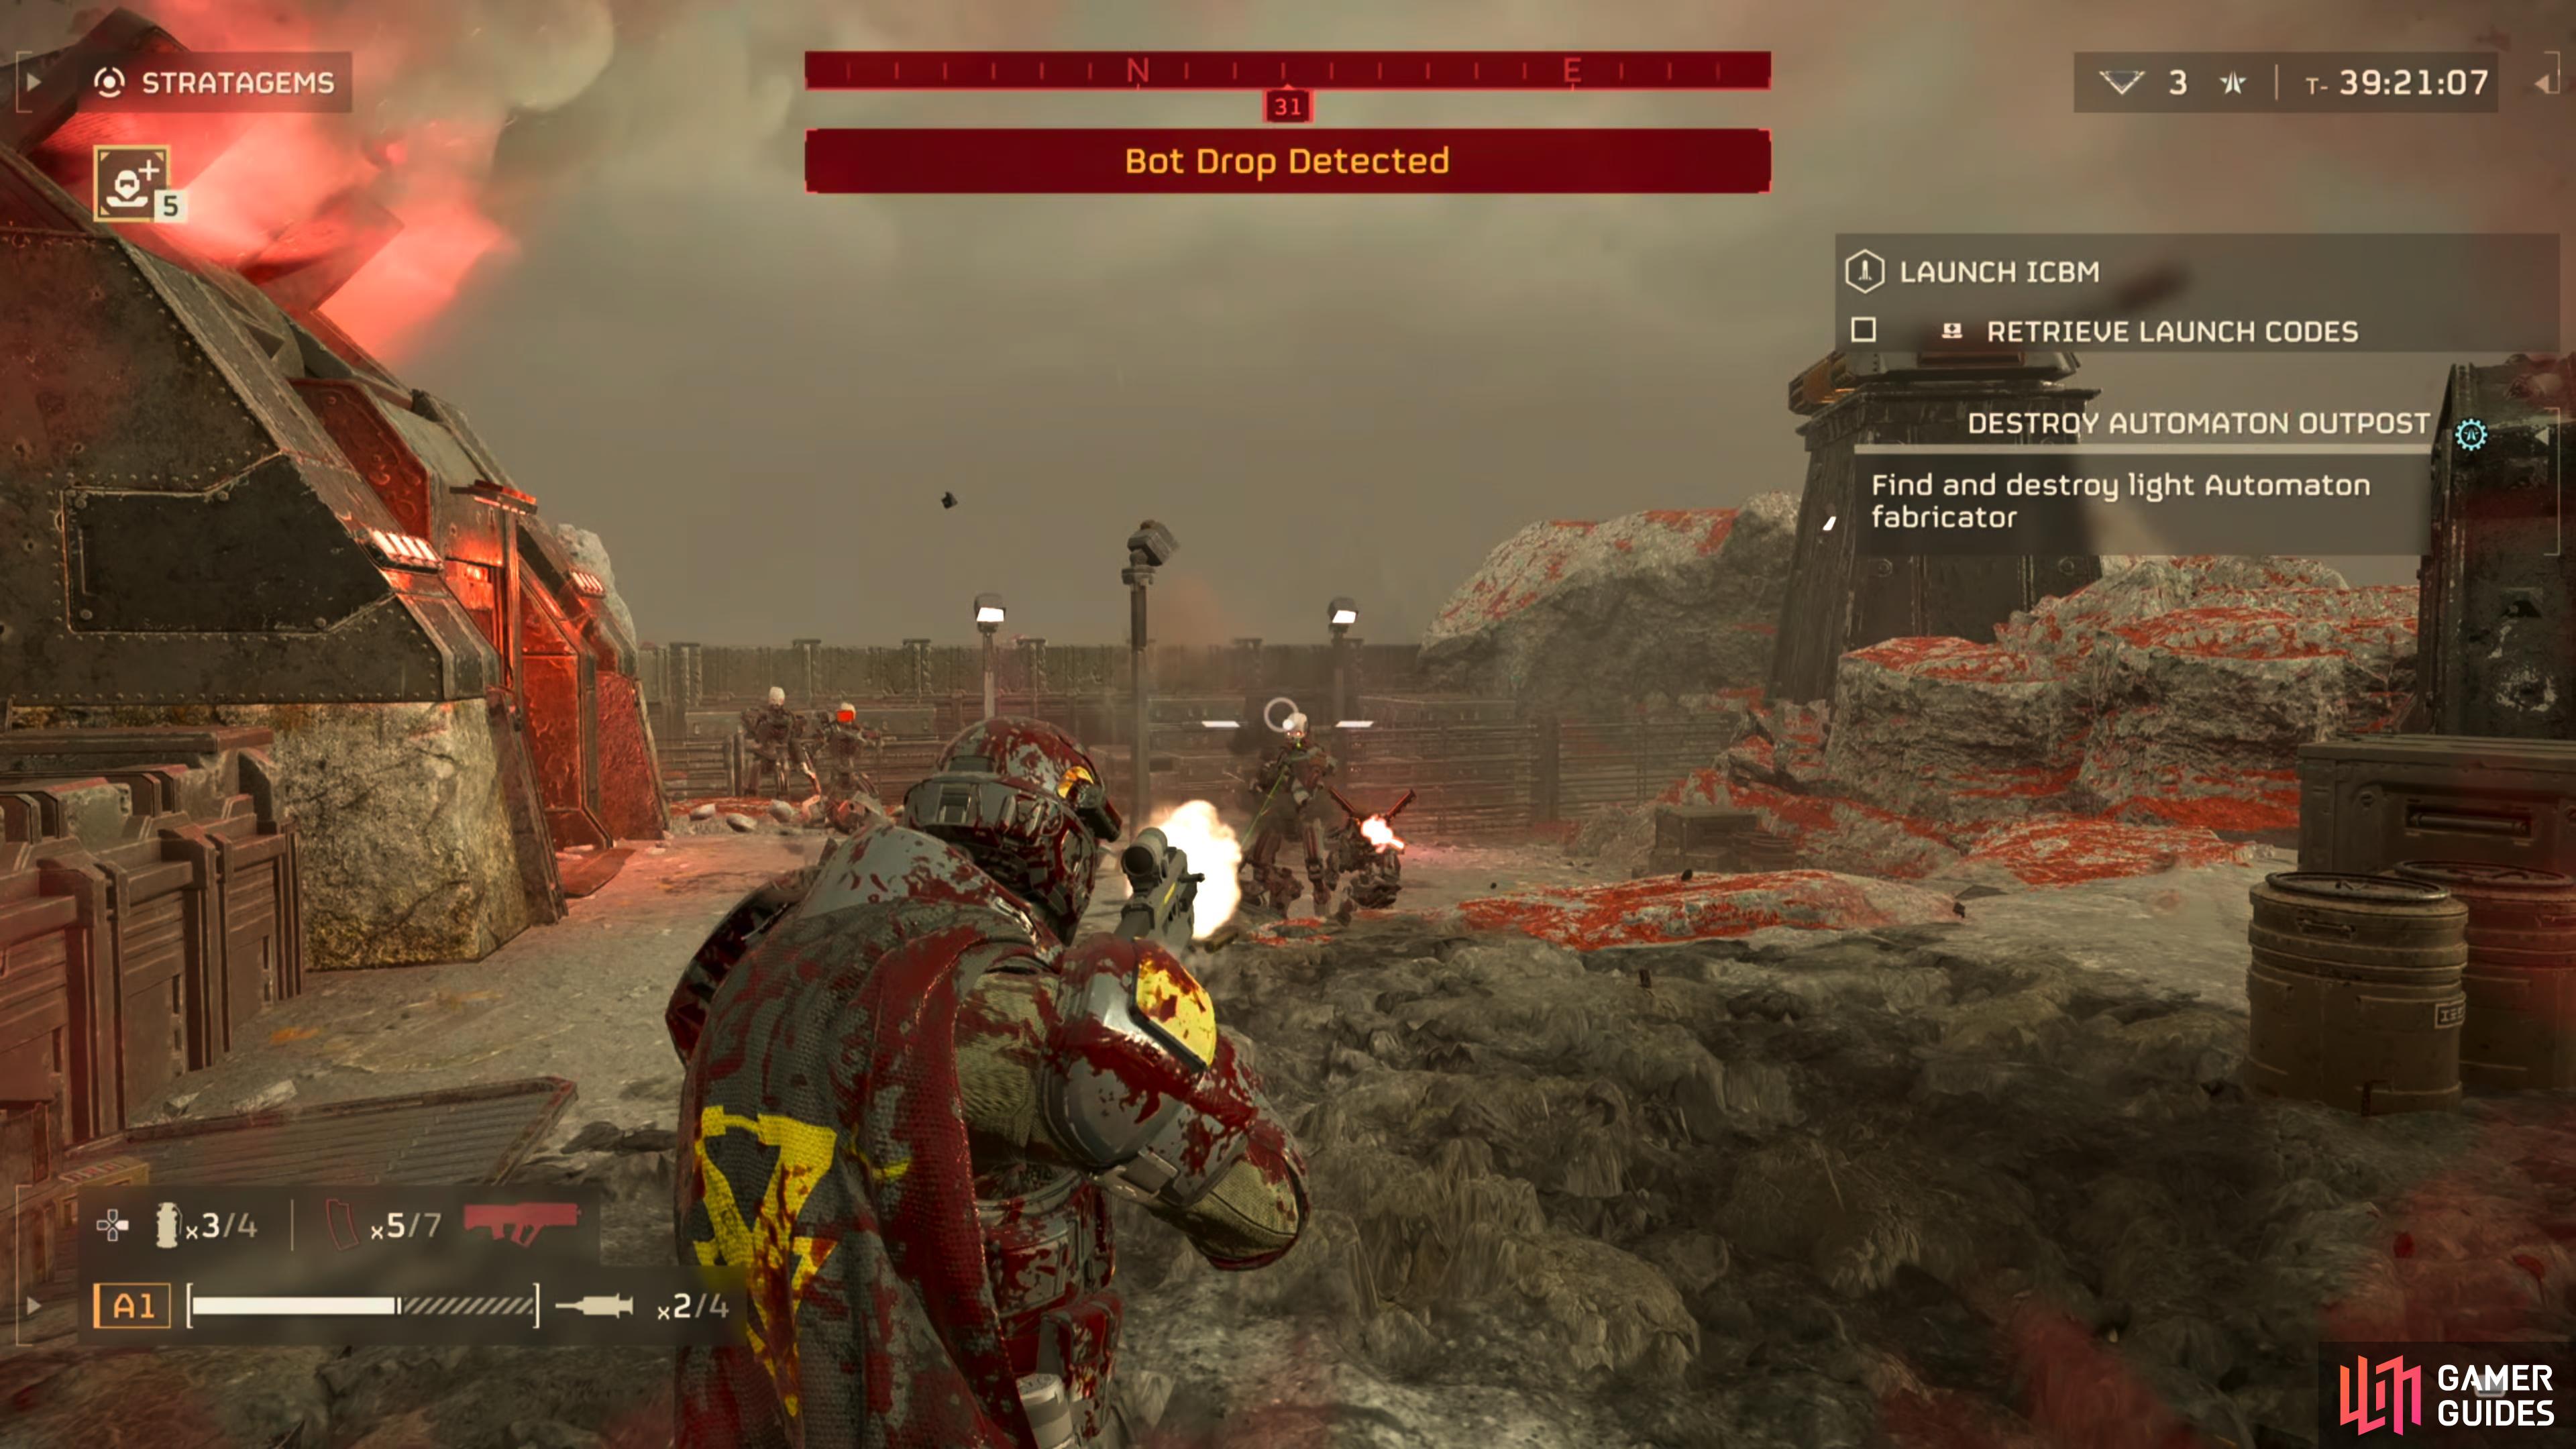 STRATAGEMS
5
N
E
31
Bot Drop Detected
3
T- 39:21:07
LAUNCH ICBM
RETRIEVE LAUNCH CODES
DESTROY AUTOMATON OUTPOST
Find and destroy light Automaton
fabricator
x3/4
x5/7
A1
x2/4
GAMER
GUIDES